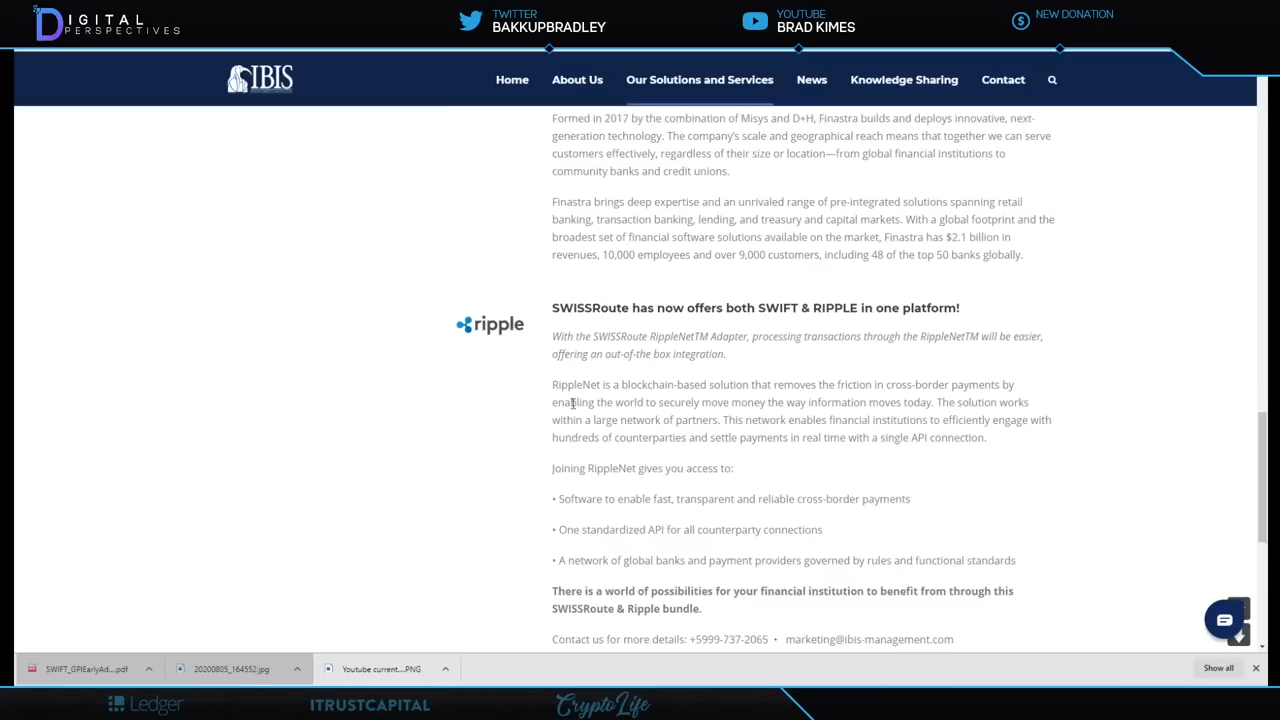 DIGITAL
PERSPECTIVES
TWITTER
BAKKUPBRADLEY
YOUTUBE
BRAD KIMES
NEW DONATION
IBIS
Home
About Us
Our Solutions and Services
News
Knowledge Sharing
Contact
Formed in 2017 by the combination of Misys and D+H, Finastra builds and deploys innovative, next-
generation technology. The company's scale and geographical reach means that together we can serve
customers effectively, regardless of their size or location—from global financial institutions to
community banks and credit unions.
Finastra brings deep expertise and an unrivaled range of pre-integrated solutions spanning retail
banking, transaction banking, lending, and treasury and capital markets. With a global footprint and the
broadest set of financial software solutions available on the market, Finastra has $2.1 billion in
revenues, 10,000 employees and over 9,000 customers, including 48 of the top 50 banks globally.
SWISSRoute has now offers both SWIFT & RIPPLE in one platform!
ripple
With the SWISSRoute RippleNetTM Adapter, processing transactions through the RippleNetTM will be easier,
offering an out-of-the box integration.
RippleNet is a blockchain-based solution that removes the friction in cross-border payments by
enabling the world to securely move money the way information moves today. The solution works
within a large network of partners. This network enables financial institutions to efficiently engage with
hundreds of counterparties and settle payments in real time with a single API connection.
Joining RippleNet gives you access to:
• Software to enable fast, transparent and reliable cross-border payments
• One standardized API for all counterparty connections
• A network of global banks and payment providers governed by rules and functional standards
There is a world of possibilities for your financial institution to benefit from through this
SWISSRoute & Ripple bundle.
Contact us for more details: +5999-737-2065 • marketing@ibis-management.com
SWIFT_GPIEarlyAd....pdf
20200805_164552.jpg
Youtube current....PNG
Show all
Ledger
ITRUSTCAPITAL
CRYPTOLIFE